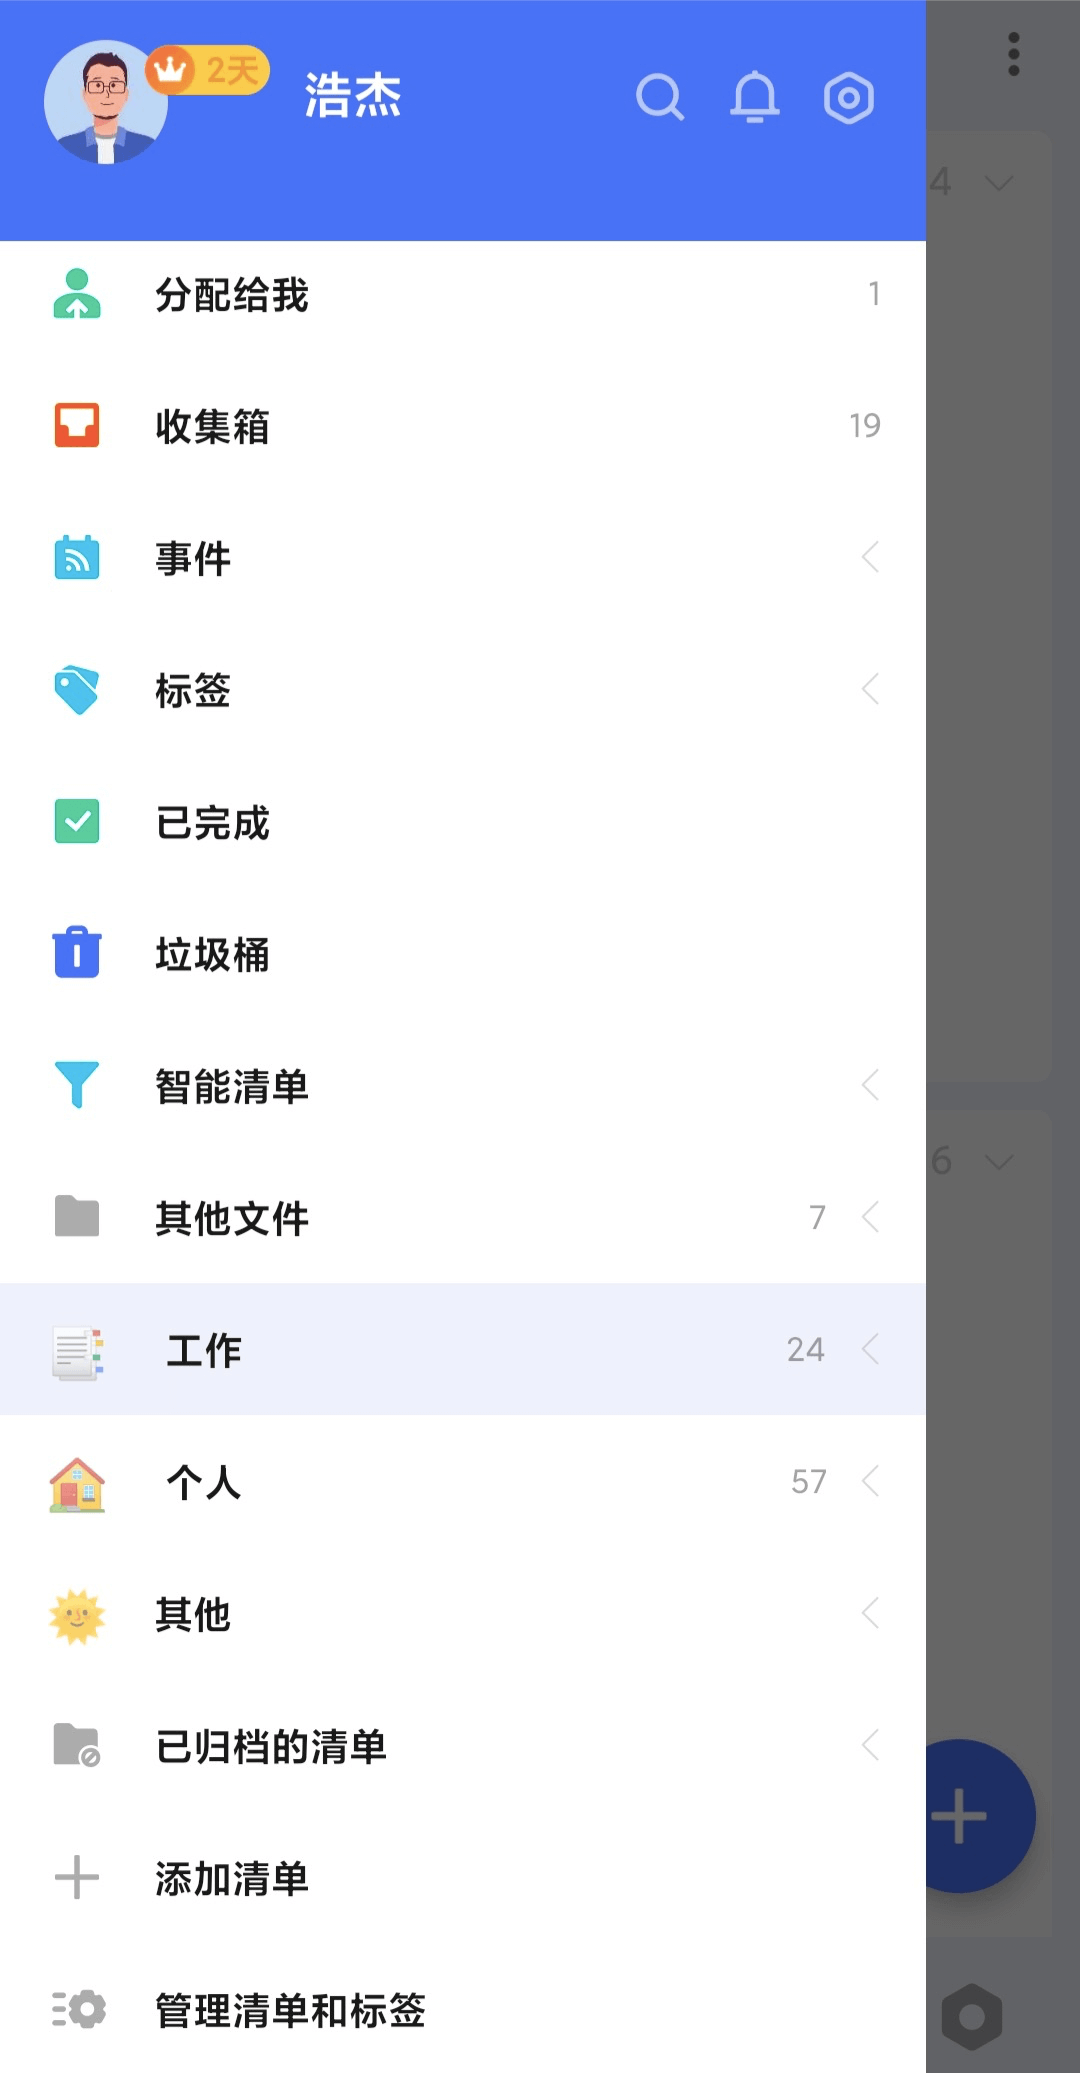 2天
浩杰
分配给我 1
收集箱 19
事件
标签
已完成
垃圾桶
智能清单
其他文件 7
工作 24
个人 57
其他
已归档的清单
添加清单
管理清单和标签
4
6